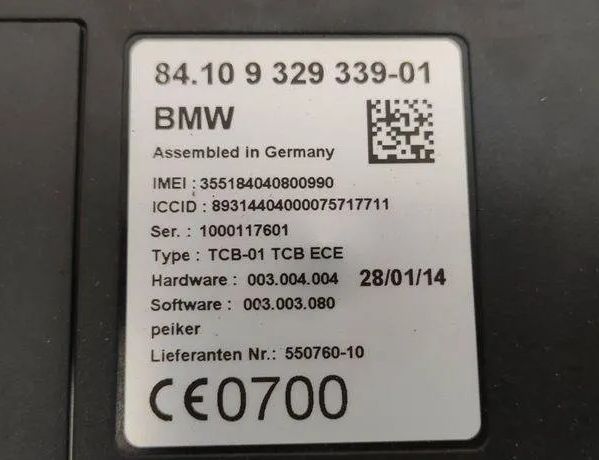 84.10 9 329 339-01
BMW
Assembled in Germany
IMEI : 355184040800990
ICCID : 89314404000075717711
Ser. : 1000117601
Type : TCB-01 TCB ECE
Hardware : 003.004.004 28/01/14
Software : 003.003.080
peiker
Lieferanten Nr.: 550760-10
CE0700